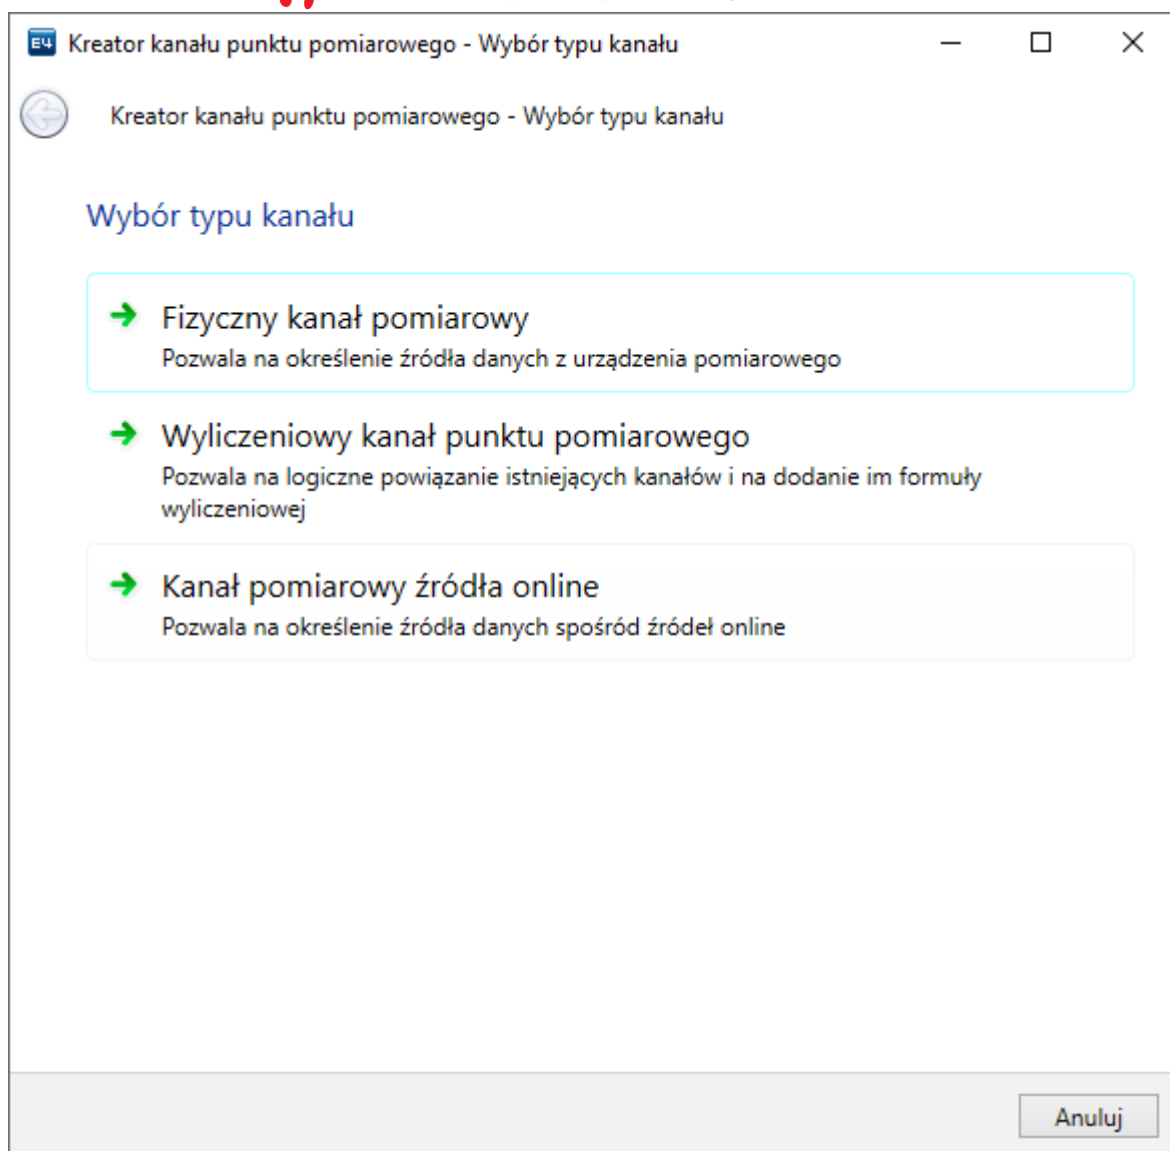 E4 Kreator kanału punktu pomiarowego - Wybór typu kanału
Kreator kanału punktu pomiarowego - Wybór typu kanału
Wybór typu kanału
Fizyczny kanał pomiarowy
Pozwala na określenie źródła danych z urządzenia pomiarowego
Wyliczeniowy kanał punktu pomiarowego
Pozwala na logiczne powiązanie istniejących kanałów i na dodanie im formuły
wyliczeniowej
Kanał pomiarowy źródła online
Pozwala na określenie źródła danych spośród źródeł online
Anuluj